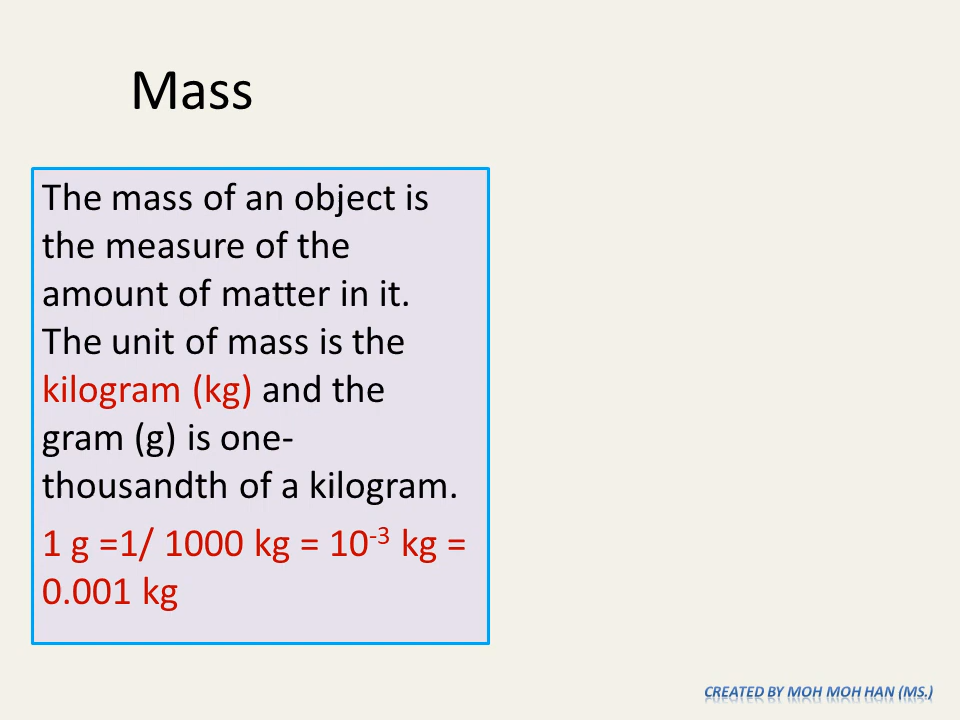 Mass
The mass of an object is
the measure of the
amount of matter in it.
The unit of mass is the
kilogram (kg) and the
gram (g) is one-
thousandth of a kilogram.
1 g =1/ 1000 kg = 10⁻³ kg =
0.001 kg
CREATED BY MOH MOH HAN (MS.)